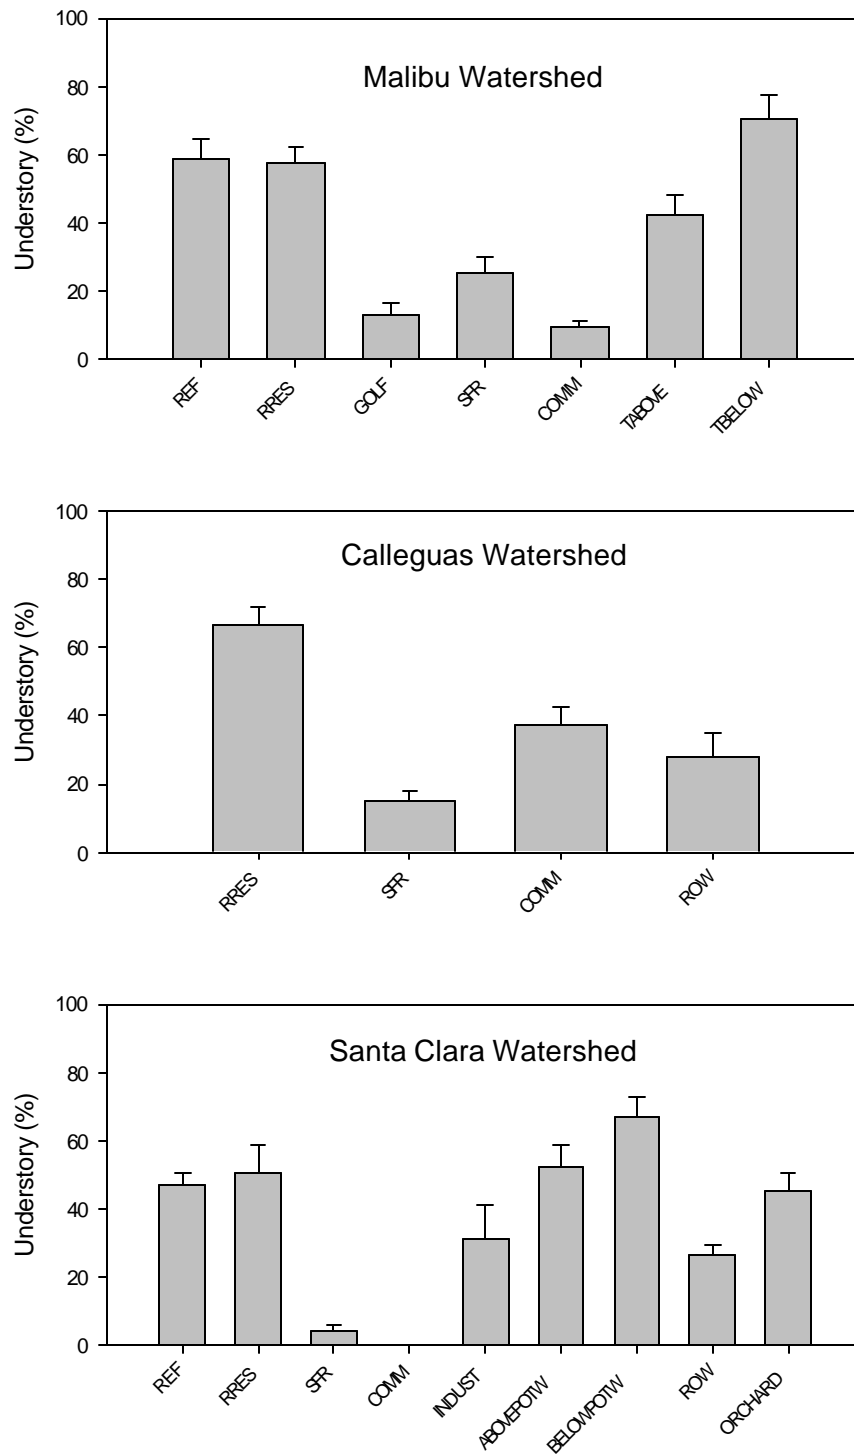 100
Malibu Watershed
80
60
40
20
0
Understory (%)
REF
RRES
GOLF
SFR
COMM
TABOVE
TBELOW
100
Calleguas Watershed
80
60
40
20
0
Understory (%)
RRES
SFR
COMM
ROW
100
Santa Clara Watershed
80
60
40
20
0
Understory (%)
REF
RRES
SFR
COMM
INDUST
ABOVEPOTW
BELOWPOTW
ROW
ORCHARD